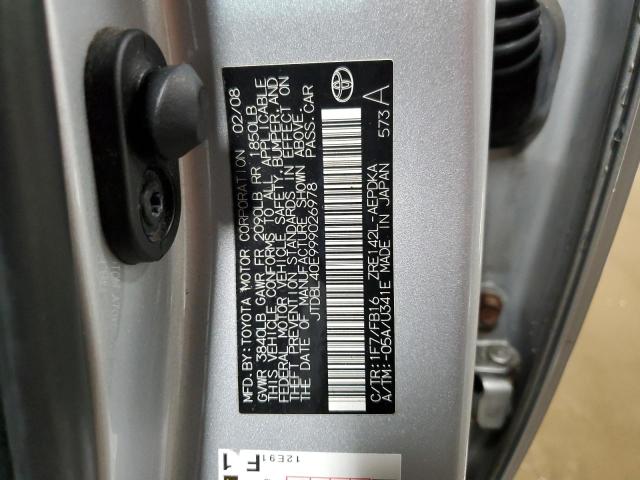 MFD. BY: TOYOTA MOTOR CORPORATION 02/08
GVWR 3840LB GAWR FR 2090LB RR 1850LB
THIS VEHICLE CONFORMS TO ALL APPLICABLE
FEDERAL MOTOR VEHICLE SAFETY, BUMPER, AND
THEFT PREVENTION STANDARDS IN EFFECT ON
THE DATE OF MANUFACTURE SHOWN ABOVE.
JTDBL40E999026978 PASS. CAR
C/TR: 1F7/FB16 ZRE142L-AEPDKA
A/TM: -05A/U341E MADE IN JAPAN 573 A
F1
12E91